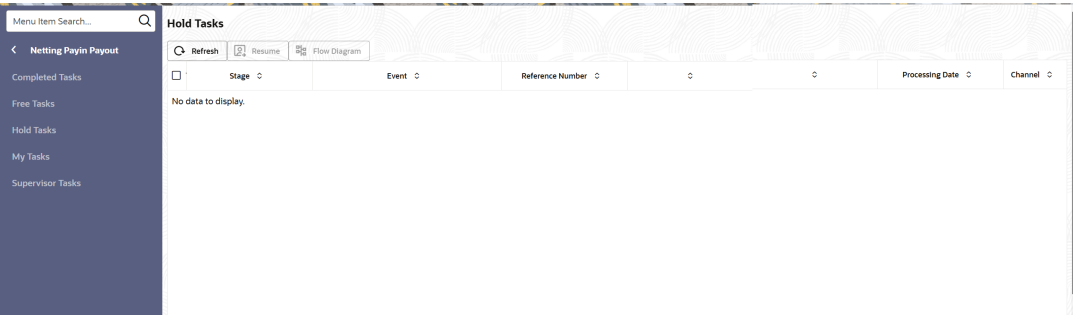 Menu Item Search...
Hold Tasks
Netting Payin Payout
Refresh Resume Flow Diagram
Completed Tasks
Stage Event Reference Number Processing Date Channel
Free Tasks
No data to display.
Hold Tasks
My Tasks
Supervisor Tasks